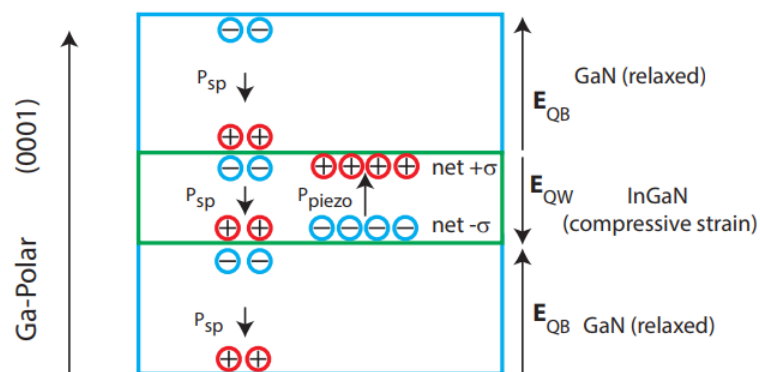 Ga-Polar (0001)
− −
P_sp
+ +
E_QB
GaN (relaxed)
− −
+ + + +
net +σ
P_sp
P_piezo
+ +
− − − −
net -σ
E_QW
InGaN
(compressive strain)
− −
P_sp
+ +
E_QB GaN (relaxed)